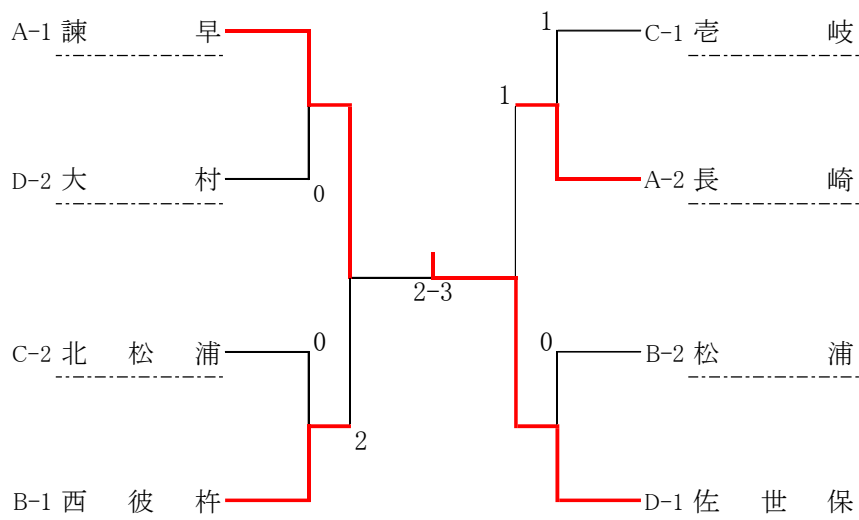 A-1 諫早
0
D-2 大村
C-2 北松浦
0
2
B-1 西彼杵
2-3
1
C-1 壱岐
1
A-2 長崎
0
B-2 松浦
D-1 佐世保